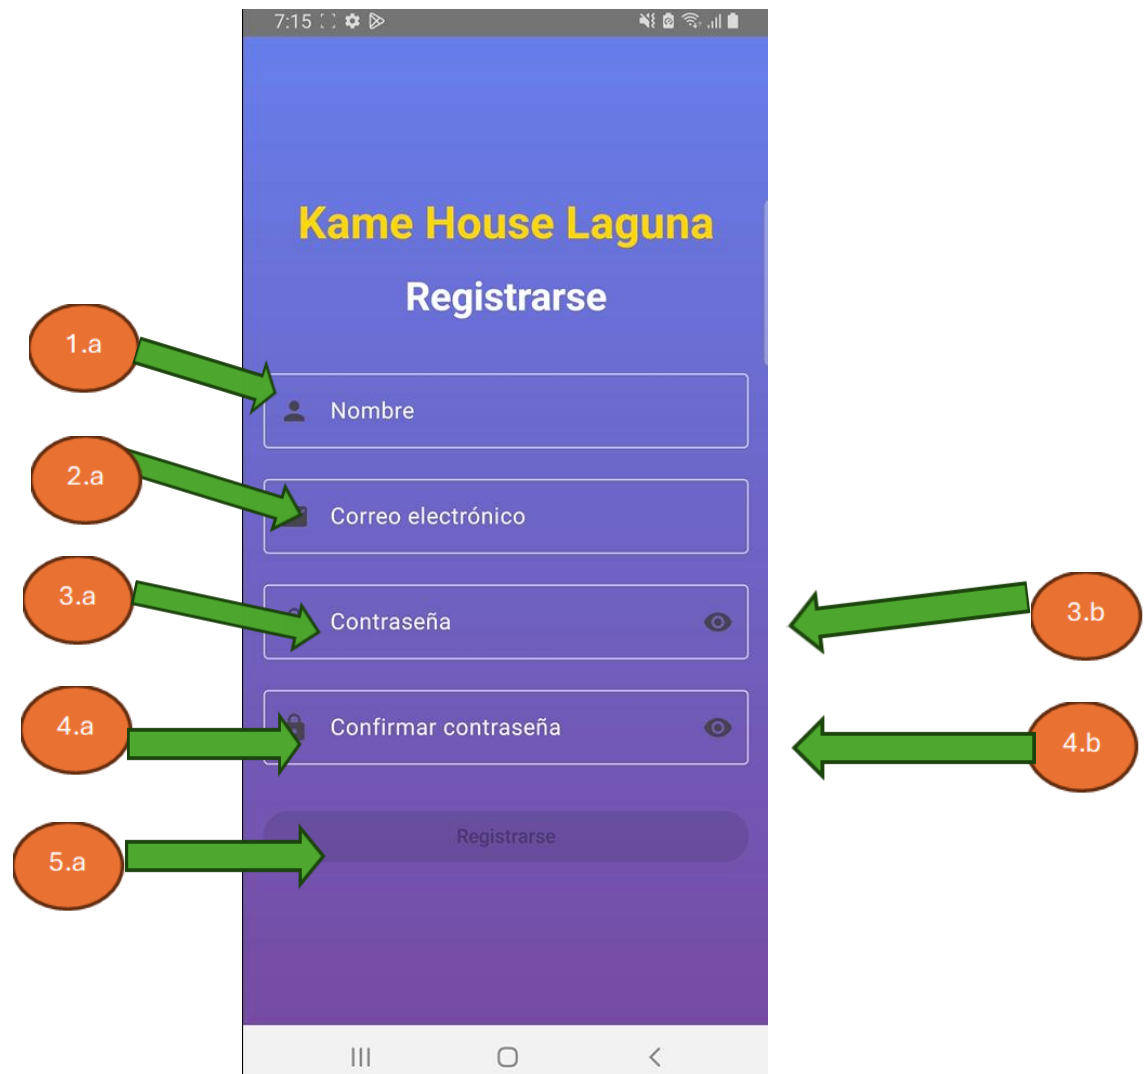 7:15
Kame House Laguna
Registrarse
1.a
Nombre
2.a
Correo electrónico
3.a
Contraseña
3.b
4.a
Confirmar contraseña
4.b
5.a
Registrarse